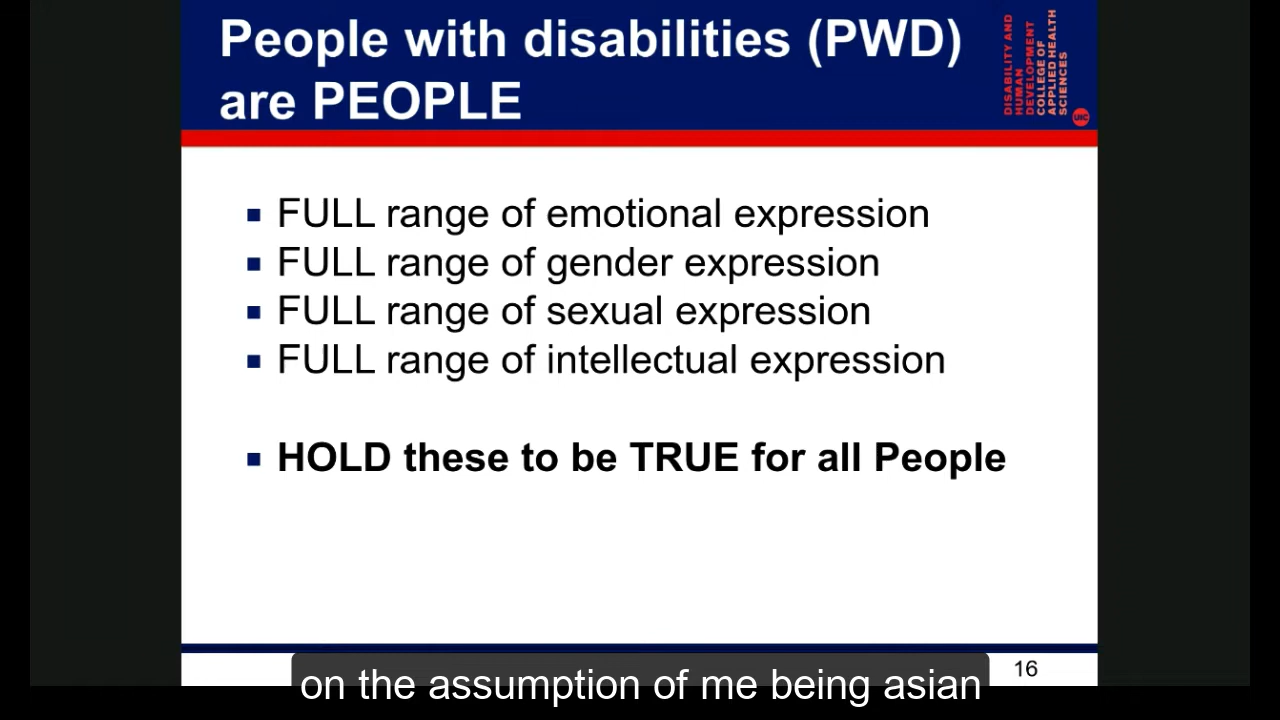 People with disabilities (PWD)
are PEOPLE
DISABILITY AND
HUMAN
DEVELOPMENT
COLLEGE OF
APPLIED HEALTH
SCIENCES
UIC
FULL range of emotional expression
FULL range of gender expression
FULL range of sexual expression
FULL range of intellectual expression
HOLD these to be TRUE for all People
16
on the assumption of me being asian